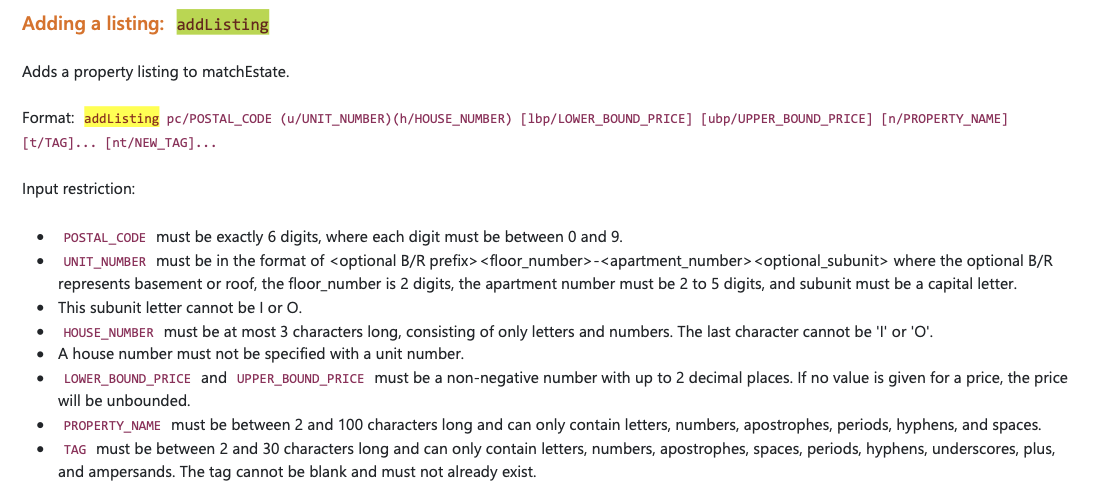 Adding a listing: addListing
Adds a property listing to matchEstate.
Format: addListing pc/POSTAL_CODE (u/UNIT_NUMBER)(h/HOUSE_NUMBER) [lbp/LOWER_BOUND_PRICE] [ubp/UPPER_BOUND_PRICE] [n/PROPERTY_NAME]
[t/TAG]... [nt/NEW_TAG]...
Input restriction:
• POSTAL_CODE must be exactly 6 digits, where each digit must be between 0 and 9.
• UNIT_NUMBER must be in the format of <optional B/R prefix><floor_number>-<apartment_number><optional_subunit> where the optional B/R
represents basement or roof, the floor_number is 2 digits, the apartment number must be 2 to 5 digits, and subunit must be a capital letter.
• This subunit letter cannot be I or O.
• HOUSE_NUMBER must be at most 3 characters long, consisting of only letters and numbers. The last character cannot be 'I' or 'O'.
• A house number must not be specified with a unit number.
• LOWER_BOUND_PRICE and UPPER_BOUND_PRICE must be a non-negative number with up to 2 decimal places. If no value is given for a price, the price
will be unbounded.
• PROPERTY_NAME must be between 2 and 100 characters long and can only contain letters, numbers, apostrophes, periods, hyphens, and spaces.
• TAG must be between 2 and 30 characters long and can only contain letters, numbers, apostrophes, spaces, periods, hyphens, underscores, plus,
and ampersands. The tag cannot be blank and must not already exist.